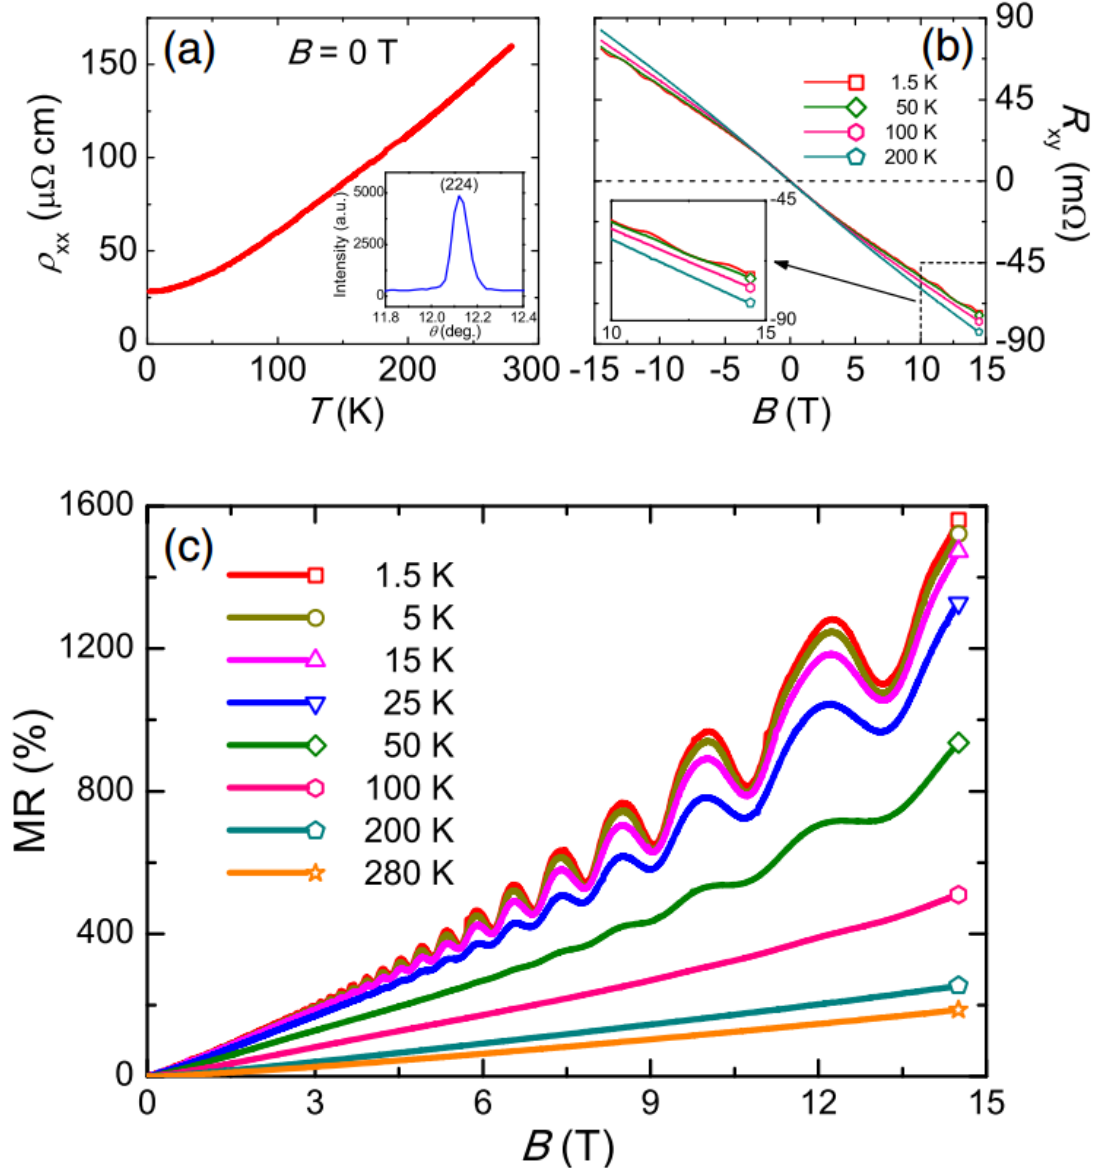 (a)
B = 0 T
ρxx (μΩ cm)
150
100
50
0
0 100 200 300
T (K)
(224)
Intensity (a.u.)
5000
2500
0
11.8 12.0 12.2 12.4
θ (deg.)
(b)
1.5 K
50 K
100 K
200 K
90
45
0
-45
-90
Rxy (mΩ)
-45
-90
10 15
-15 -10 -5 0 5 10 15
B (T)
(c)
1.5 K
5 K
15 K
25 K
50 K
100 K
200 K
280 K
MR (%)
1600
1200
800
400
0
0 3 6 9 12 15
B (T)